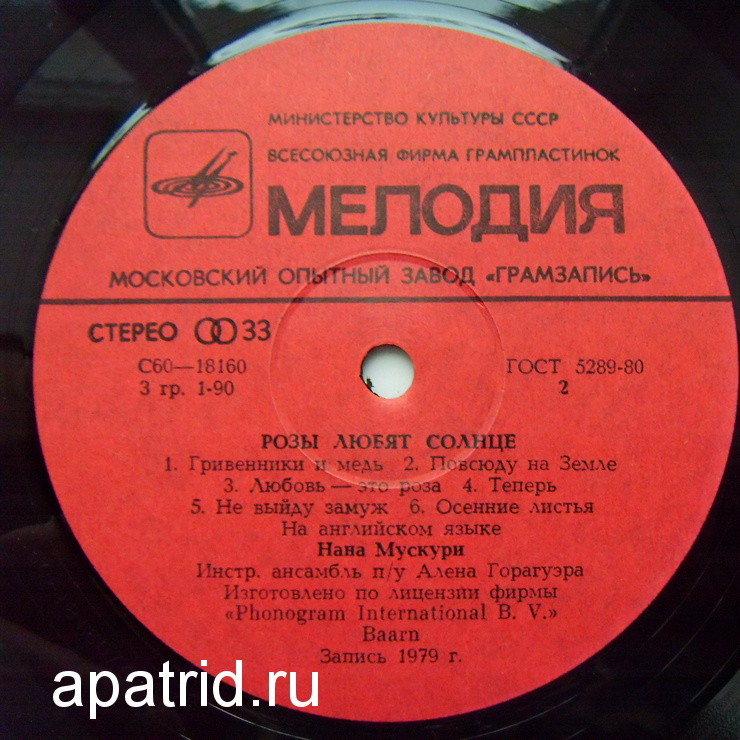 МИНИСТЕРСТВО КУЛЬТУРЫ СССР
ВСЕСОЮЗНАЯ ФИРМА ГРАМПЛАСТИНОК
МЕЛОДИЯ
МОСКОВСКИЙ ОПЫТНЫЙ ЗАВОД «ГРАМЗАПИСЬ»
СТЕРЕО 33
С60—18160 ГОСТ 5289-80
3 гр. 1-90 2
РОЗЫ ЛЮБЯТ СОЛНЦЕ
1. Гривенники и медь 2. Повсюду на Земле
3. Любовь — это роза 4. Теперь
5. Не выйду замуж 6. Осенние листья
На английском языке
Нана Мускури
Инстр. ансамбль п/у Алена Горагуэра
Изготовлено по лицензии фирмы
«Phonogram International B. V.»
Baarn
Запись 1979 г.
apatrid.ru